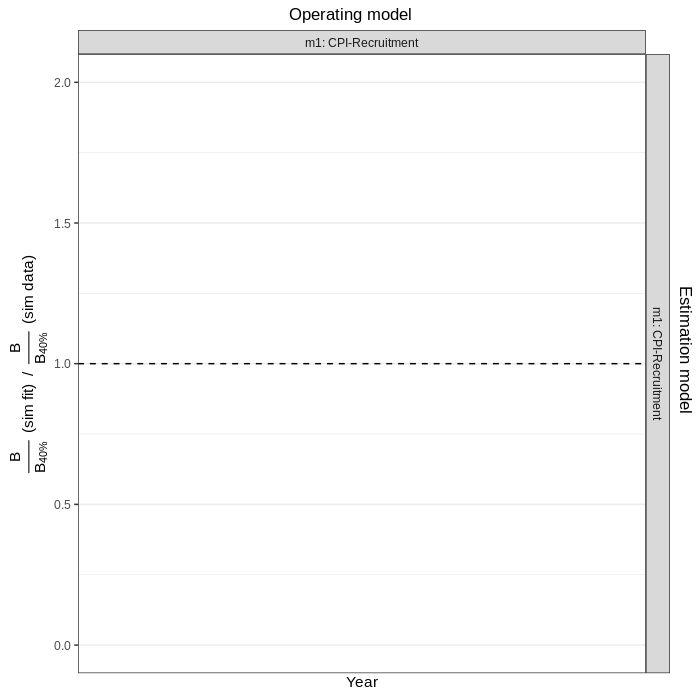 Operating model
m1: CPI-Recruitment
2.0
1.5
1.0
0.5
0.0
B
B40%
(sim fit) /
B
B40%
(sim data)
m1: CPI-Recruitment
Estimation model
Year